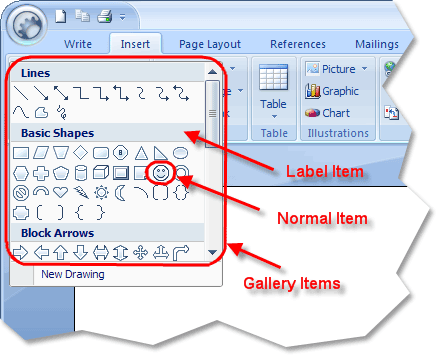 Write Insert Page Layout References Mailings
Lines
Picture
Graphic
Table
Chart
Basic Shapes
Table Illustrations
Label Item
Normal Item
Block Arrows
Gallery Items
New Drawing